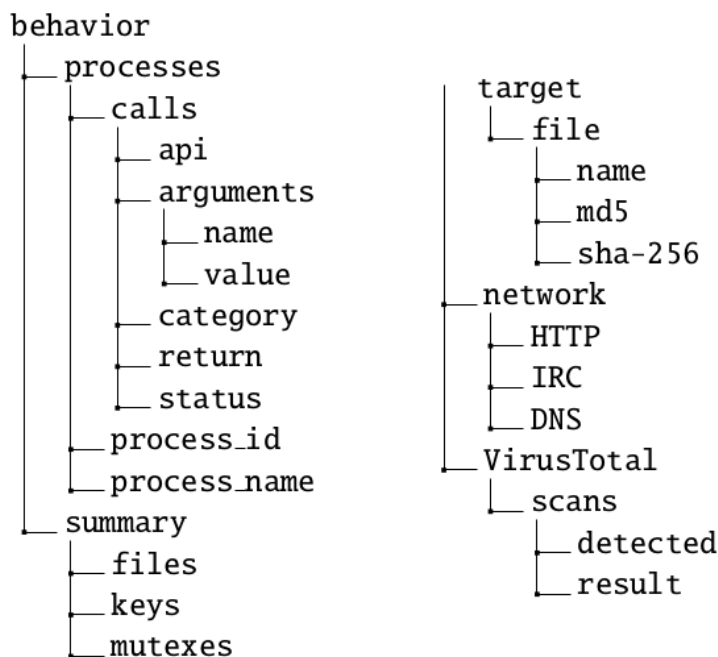 behavior
processes
calls
api
arguments
name
value
category
return
status
process_id
process_name
summary
files
keys
mutexes
target
file
name
md5
sha-256
network
HTTP
IRC
DNS
VirusTotal
scans
detected
result